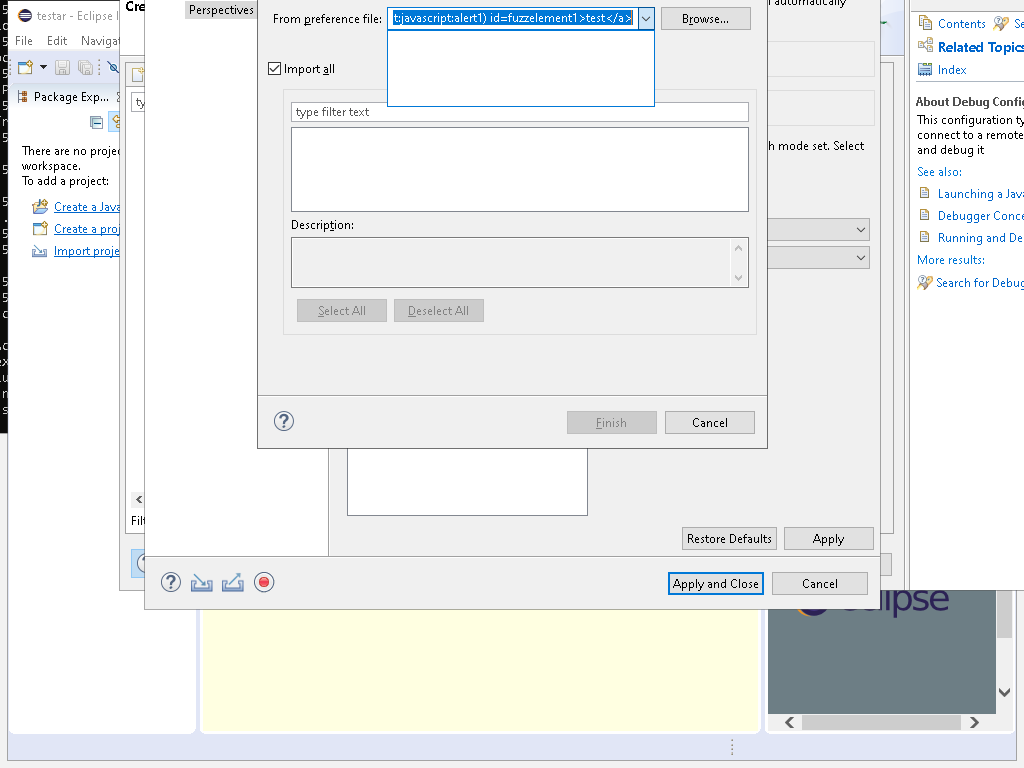 testar - Eclipse I
File Edit Navigat
Package Exp...
There are no proje
workspace.
To add a project:
Create a Java
Create a proj
Import proje
Cre
ty
Filt
Perspectives
From preference file:
t:javascript:alert1) id=fuzzelement1>test</a>
Browse...
Import all
type filter text
Description:
Select All
Deselect All
Finish
Cancel
automatically
h mode set. Select
Restore Defaults
Apply
Apply and Close
Cancel
Contents
Se
Related Topics
Index
About Debug Config
This configuration ty
connect to a remote
and debug it
See also:
Launching a Java
Debugger Conce
Running and De
More results:
Search for Debug
eclipse